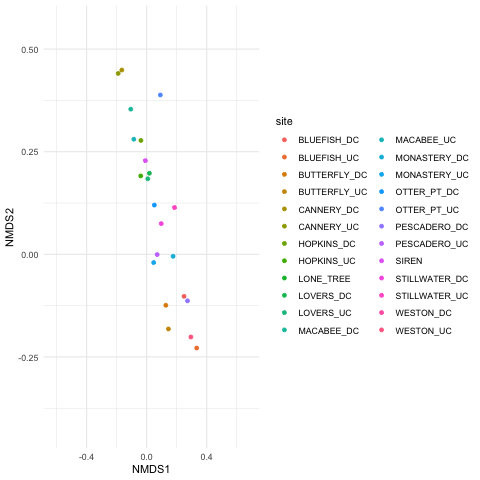 0.50
0.25
0.00
-0.25
NMDS2
-0.4
0.0
0.4
NMDS1
site
BLUEFISH_DC
BLUEFISH_UC
BUTTERFLY_DC
BUTTERFLY_UC
CANNERY_DC
CANNERY_UC
HOPKINS_DC
HOPKINS_UC
LONE_TREE
LOVERS_DC
LOVERS_UC
MACABEE_DC
MACABEE_UC
MONASTERY_DC
MONASTERY_UC
OTTER_PT_DC
OTTER_PT_UC
PESCADERO_DC
PESCADERO_UC
SIREN
STILLWATER_DC
STILLWATER_UC
WESTON_DC
WESTON_UC